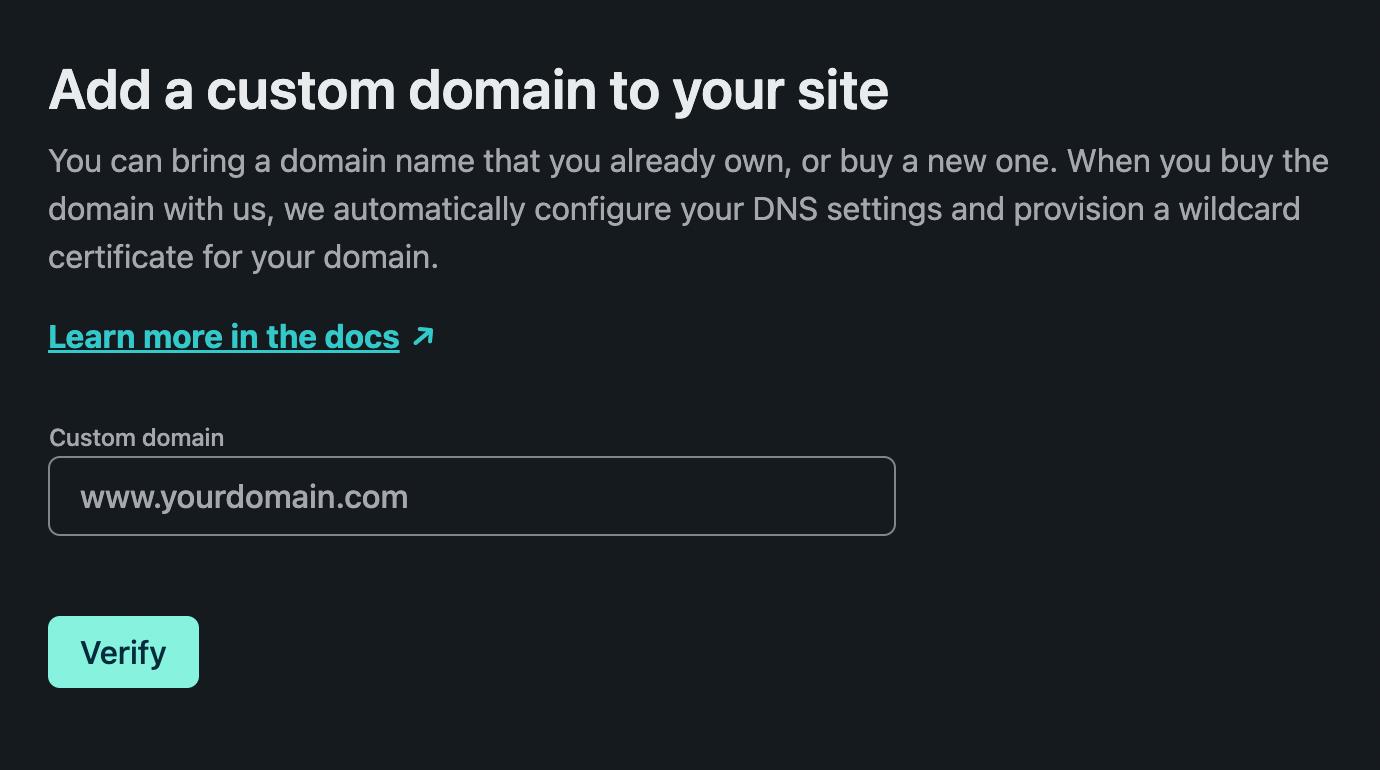 Add a custom domain to your site
You can bring a domain name that you already own, or buy a new one. When you buy the
domain with us, we automatically configure your DNS settings and provision a wildcard
certificate for your domain.
Learn more in the docs ↗
Custom domain
www.yourdomain.com
Verify